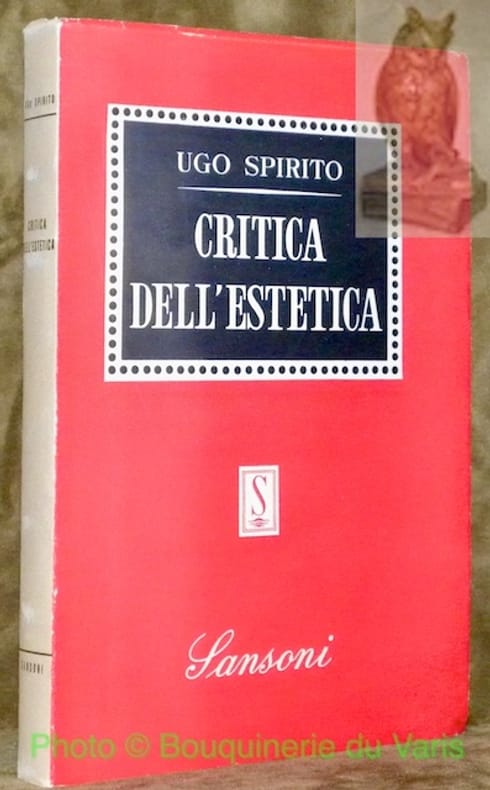 UGO SPIRITO
CRITICA
DELL'ESTETICA
S
Sansoni
UGO SPIRITO
CRITICA
DELL'ESTETICA
SANSONI
Photo © Bouquinerie du Varis